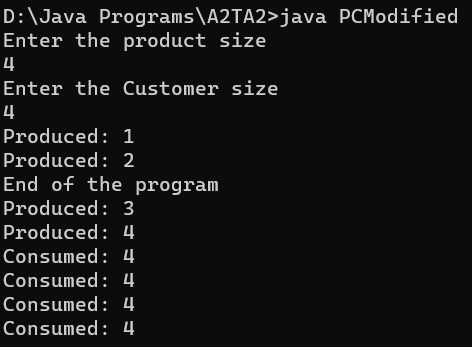 D:\Java Programs\A2TA2>java PCModified
Enter the product size
4
Enter the Customer size
4
Produced: 1
Produced: 2
End of the program
Produced: 3
Produced: 4
Consumed: 4
Consumed: 4
Consumed: 4
Consumed: 4